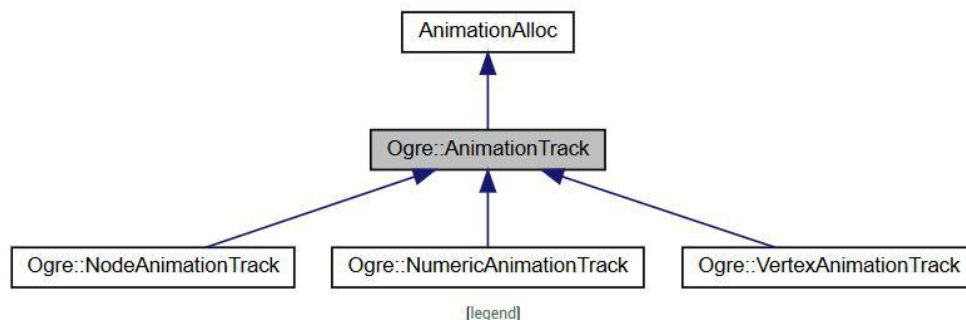 AnimationAlloc
Ogre::AnimationTrack
Ogre::NodeAnimationTrack
Ogre::NumericAnimationTrack
Ogre::VertexAnimationTrack
[legend]